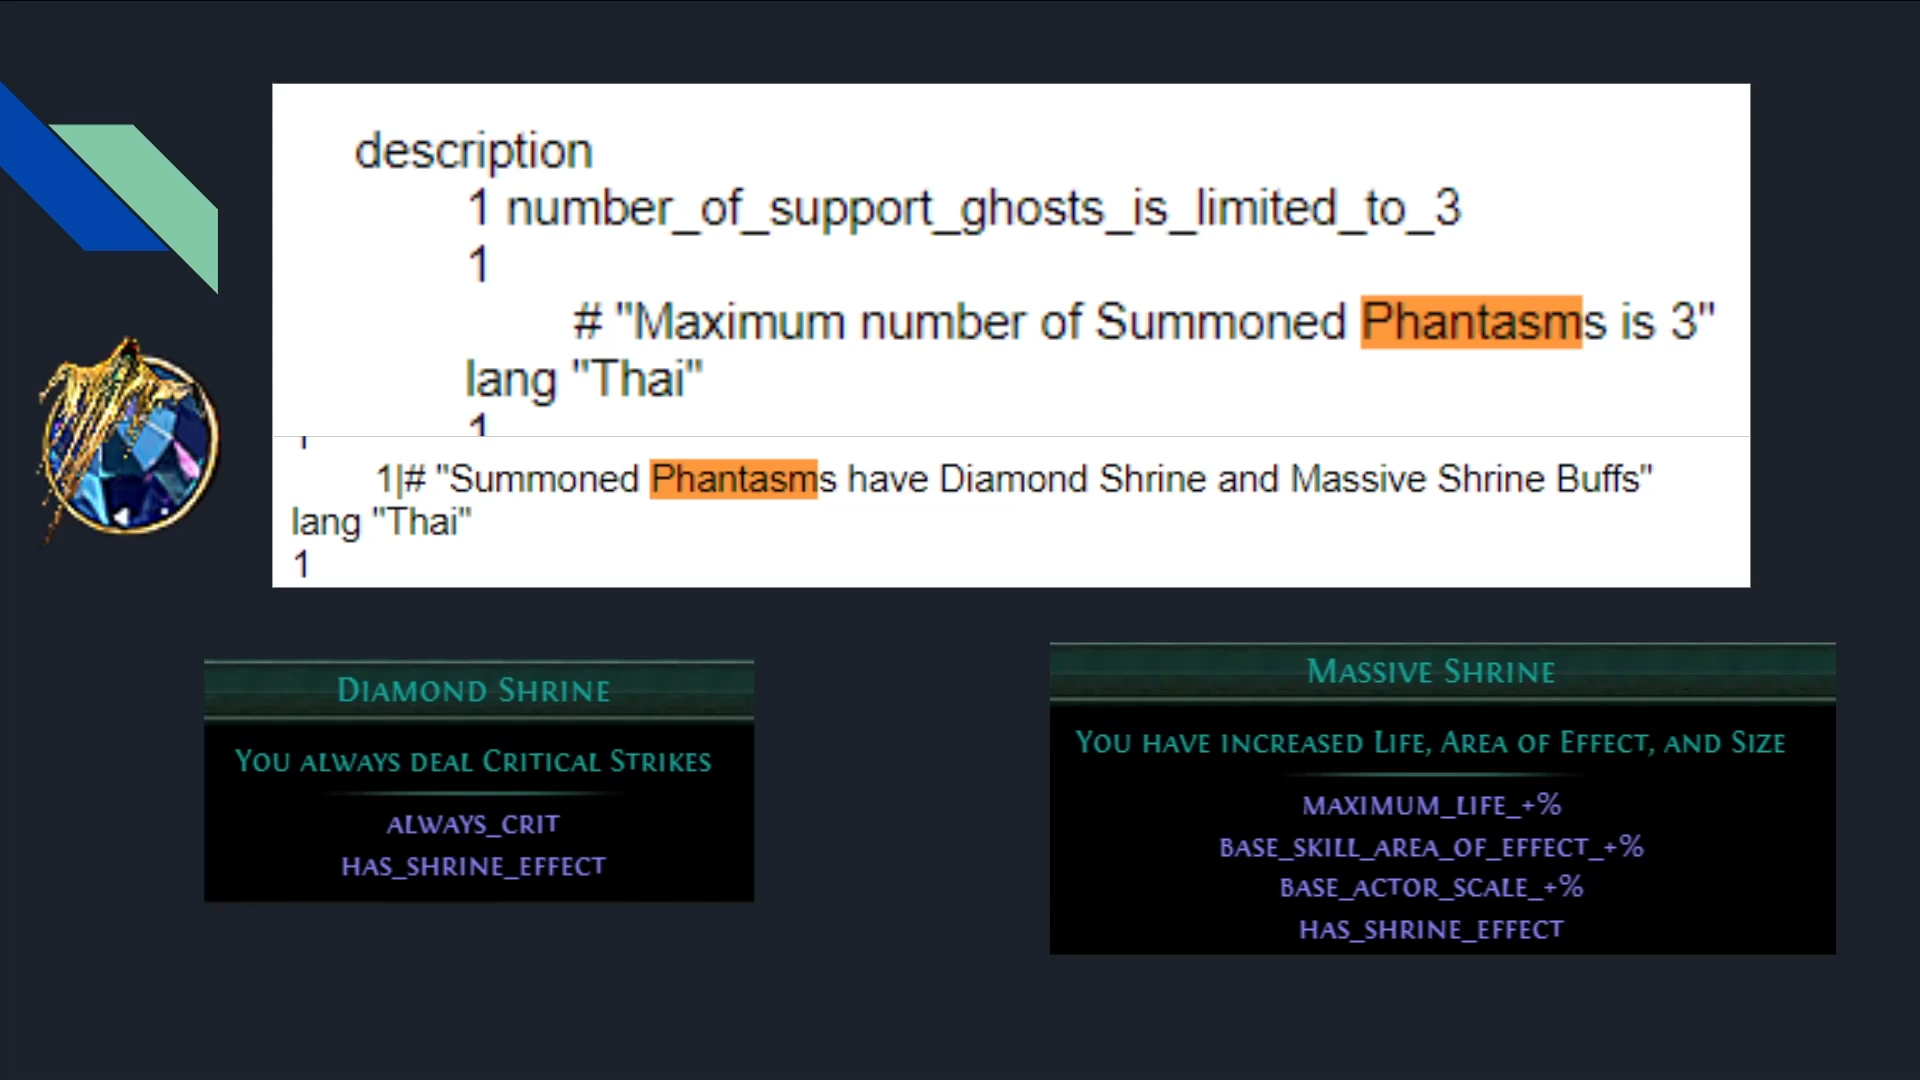 description
1 number_of_support_ghosts_is_limited_to_3
1
# "Maximum number of Summoned Phantasms is 3"
lang "Thai"
1
1|# "Summoned Phantasms have Diamond Shrine and Massive Shrine Buffs"
lang "Thai"
1
DIAMOND SHRINE
YOU ALWAYS DEAL CRITICAL STRIKES
ALWAYS_CRIT
HAS_SHRINE_EFFECT
MASSIVE SHRINE
YOU HAVE INCREASED LIFE, AREA OF EFFECT, AND SIZE
MAXIMUM_LIFE_+%
BASE_SKILL_AREA_OF_EFFECT_+%
BASE_ACTOR_SCALE_+%
HAS_SHRINE_EFFECT